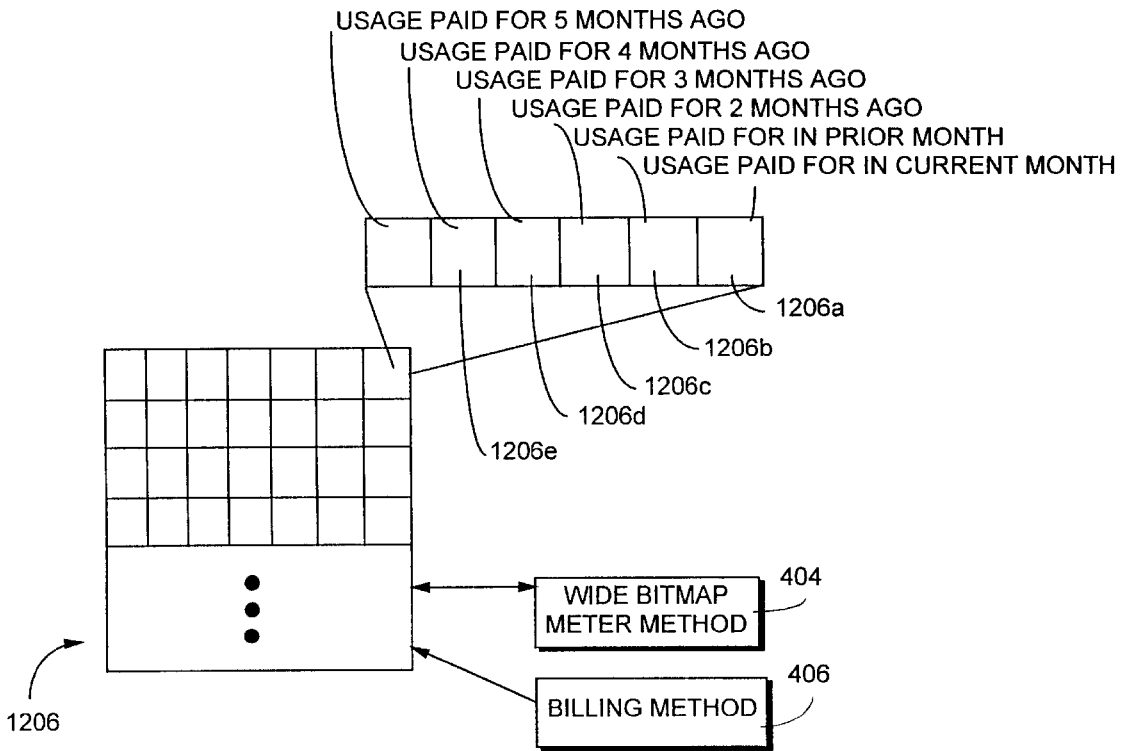 USAGE PAID FOR 5 MONTHS AGO
USAGE PAID FOR 4 MONTHS AGO
USAGE PAID FOR 3 MONTHS AGO
USAGE PAID FOR 2 MONTHS AGO
USAGE PAID FOR IN PRIOR MONTH
USAGE PAID FOR IN CURRENT MONTH
1206a
1206b
1206c
1206d
1206e
404
WIDE BITMAP
METER METHOD
406
BILLING METHOD
1206